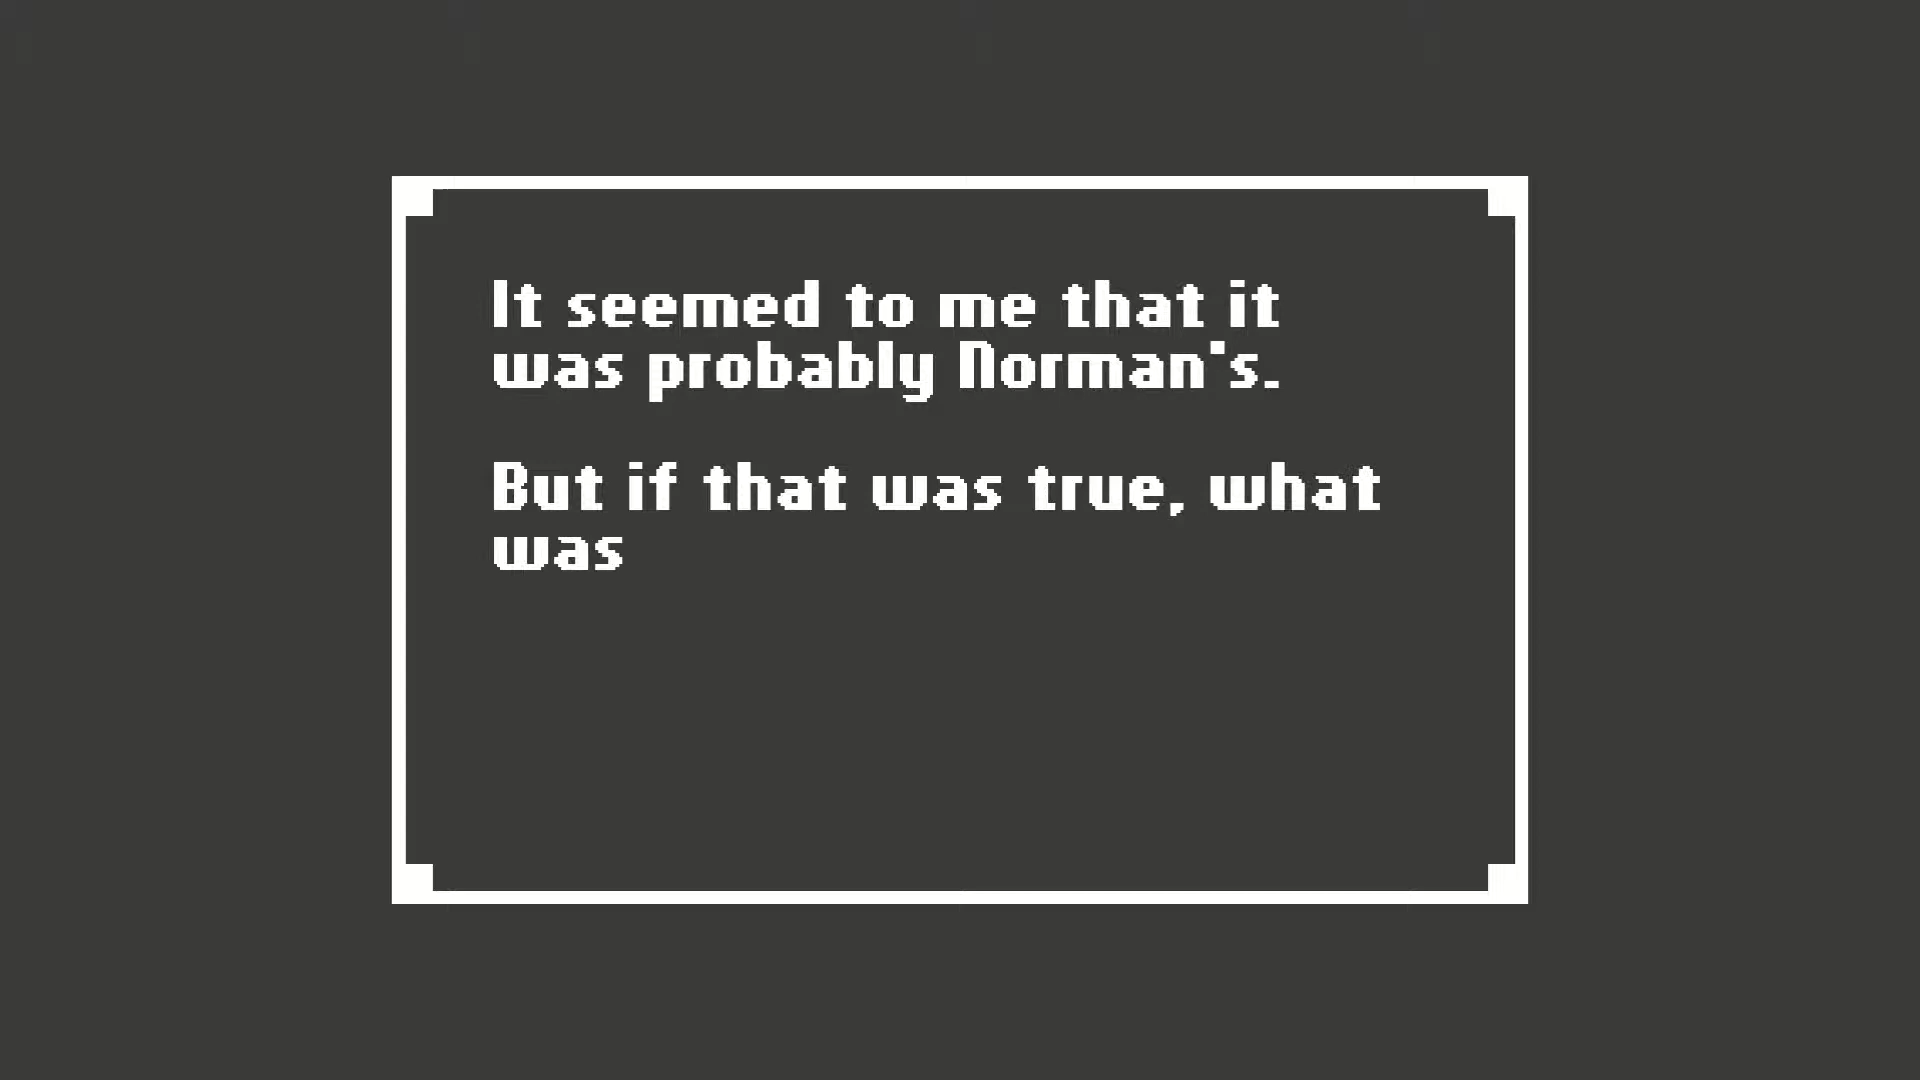 It seemed to me that it
was probably Norman's.
But if that was true, what
was